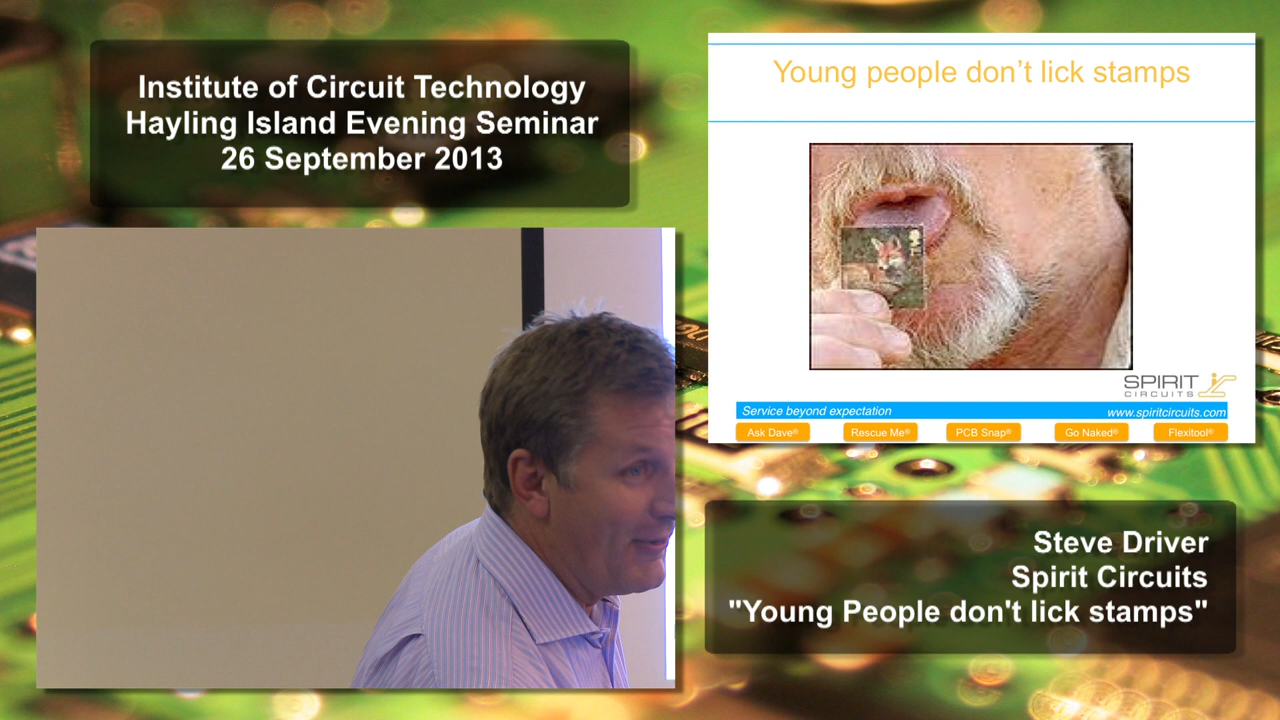 Institute of Circuit Technology
Hayling Island Evening Seminar
26 September 2013
Young people don’t lick stamps
SPIRIT
CIRCUITS
Service beyond expectation
www.spiritcircuits.com
Ask Dave®
Rescue Me®
PCB Snap®
Go Naked®
Flexitool®
Steve Driver
Spirit Circuits
"Young People don't lick stamps"